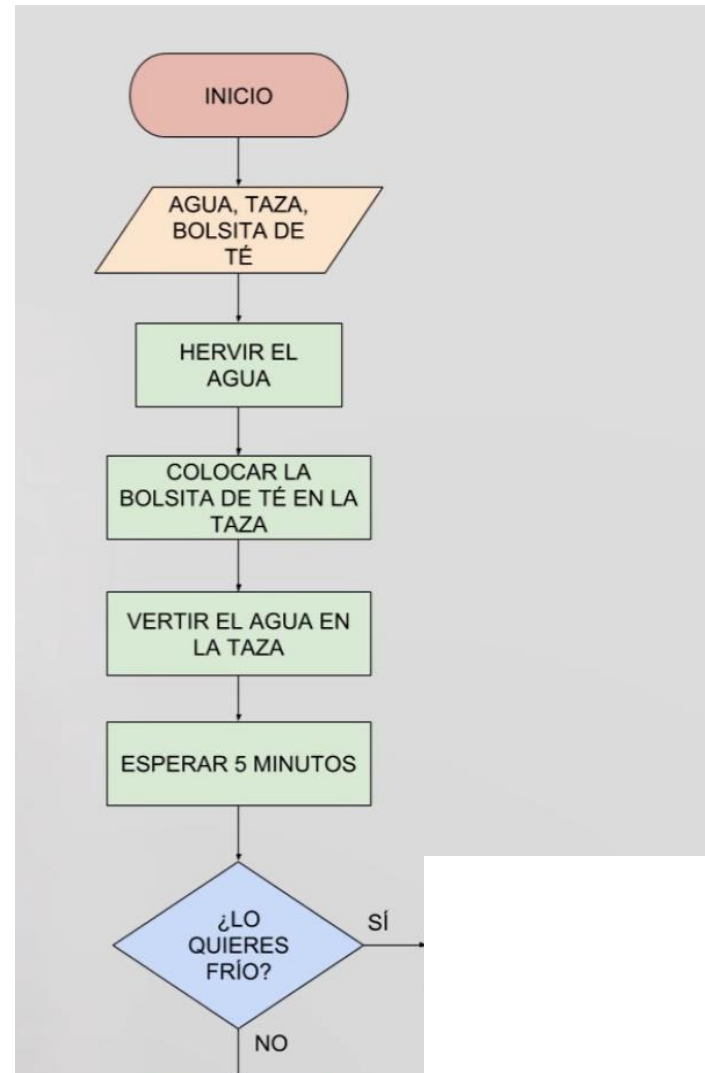 INICIO
AGUA, TAZA,
BOLSITA DE
TÉ
HERVIR EL
AGUA
COLOCAR LA
BOLSITA DE TÉ EN LA
TAZA
VERTIR EL AGUA EN
LA TAZA
ESPERAR 5 MINUTOS
¿LO
QUIERES
FRÍO?
SÍ
NO